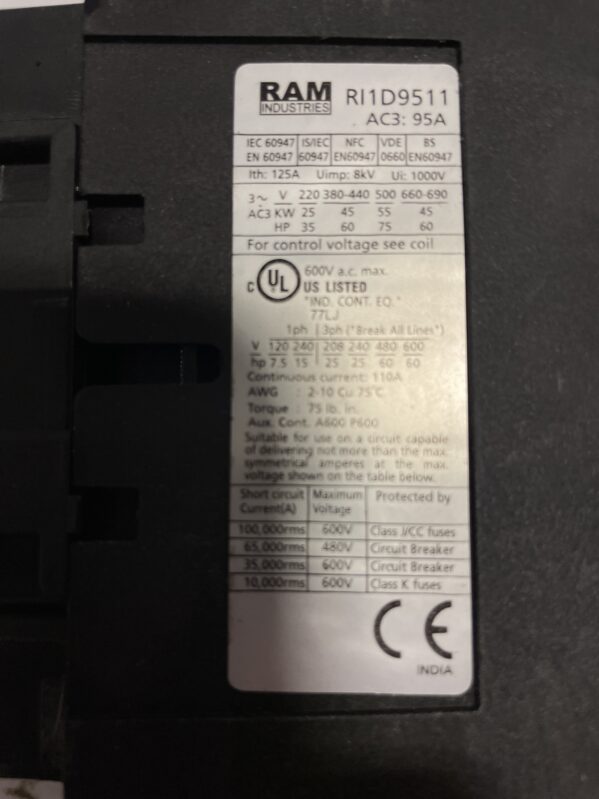 RAM
INDUSTRIES
RI1D9511
AC3: 95A
IEC 60947 IS/IEC NFC VDE BS
EN 60947 60947 EN60947 0660 EN60947
Ith: 125A Uimp: 8kV Ui: 1000V
3~ V 220 380-440 500 660-690
AC3 KW 25 45 55 45
HP 35 60 75 60
For control voltage see coil
C UL 600V a.c. max.
US LISTED
"IND. CONT. EQ."
77LJ
1ph 3ph ("Break All Lines")
V 120 240 208 240 480 600
hp 7.5 15 25 25 60 60
Continuous current: 110A
AWG : 2-10 Cu 75°C
Torque : 75 lb. in.
Aux. Cont. A600 P600
Suitable for use on a circuit capable
of delivering not more than the max.
symmetrical amperes at the max.
voltage shown on the table below.
Short circuit Maximum Protected by
Current(A) Voltage
100,000rms 600V Class J/CC fuses
65,000rms 480V Circuit Breaker
35,000rms 600V Circuit Breaker
10,000rms 600V Class K fuses
CE
INDIA